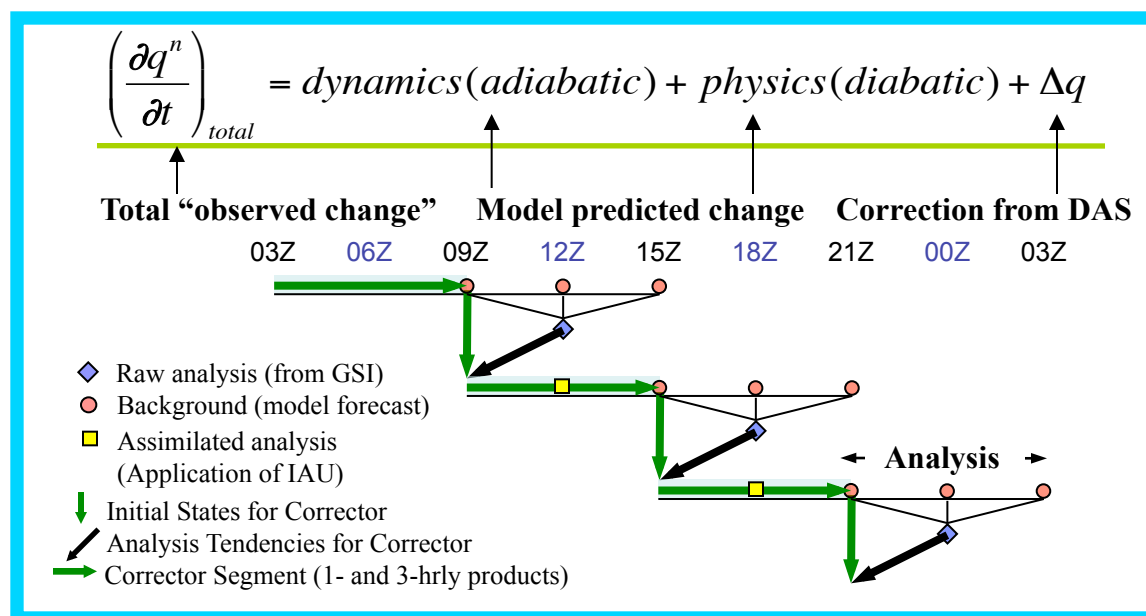 (∂qⁿ/∂t)total = dynamics(adiabatic) + physics(diabatic) + Δq
Total “observed change” Model predicted change Correction from DAS
03Z 06Z 09Z 12Z 15Z 18Z 21Z 00Z 03Z
Raw analysis (from GSI)
Background (model forecast)
Assimilated analysis
(Application of IAU)
Analysis
Initial States for Corrector
Analysis Tendencies for Corrector
Corrector Segment (1- and 3-hrly products)